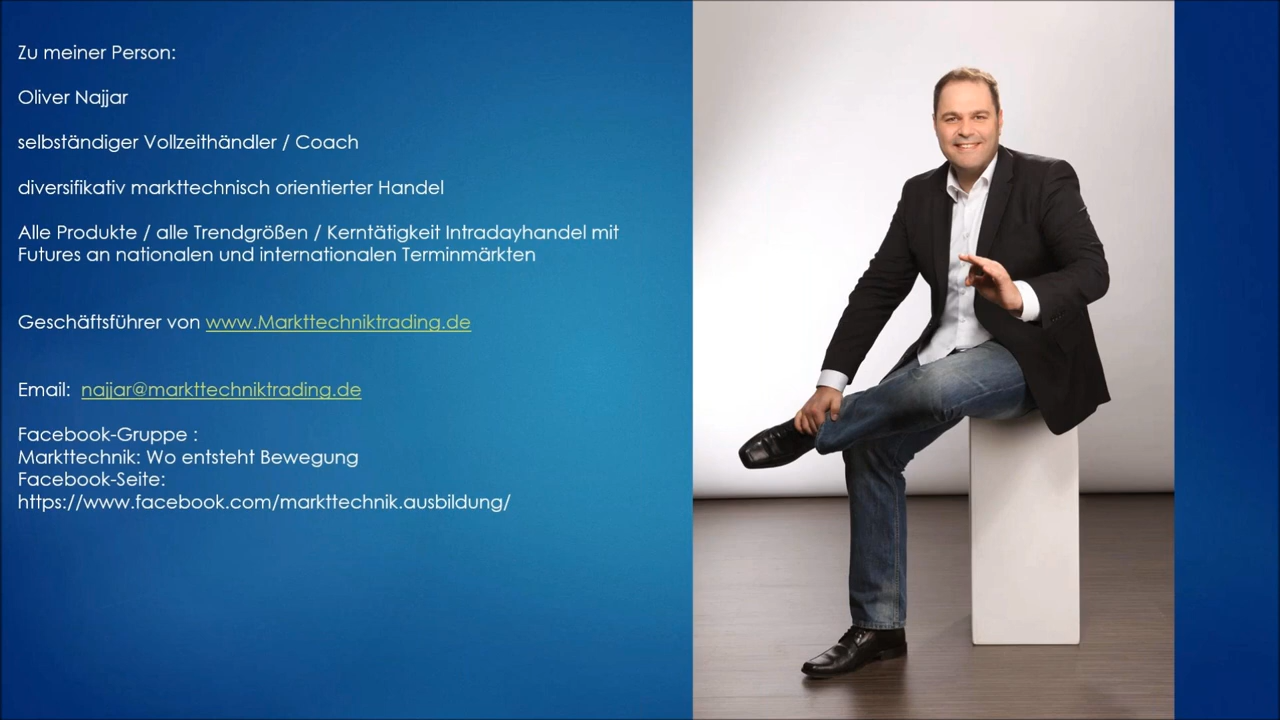 Zu meiner Person:
Oliver Najjar
selbständiger Vollzeithändler / Coach
diversifikativ markttechnisch orientierter Handel
Alle Produkte / alle Trendgrößen / Kerntätigkeit Intradayhandel mit
Futures an nationalen und internationalen Terminmärkten
Geschäftsführer von www.Markttechniktrading.de
Email: najjar@markttechniktrading.de
Facebook-Gruppe :
Markttechnik: Wo entsteht Bewegung
Facebook-Seite:
https://www.facebook.com/markttechnik.ausbildung/